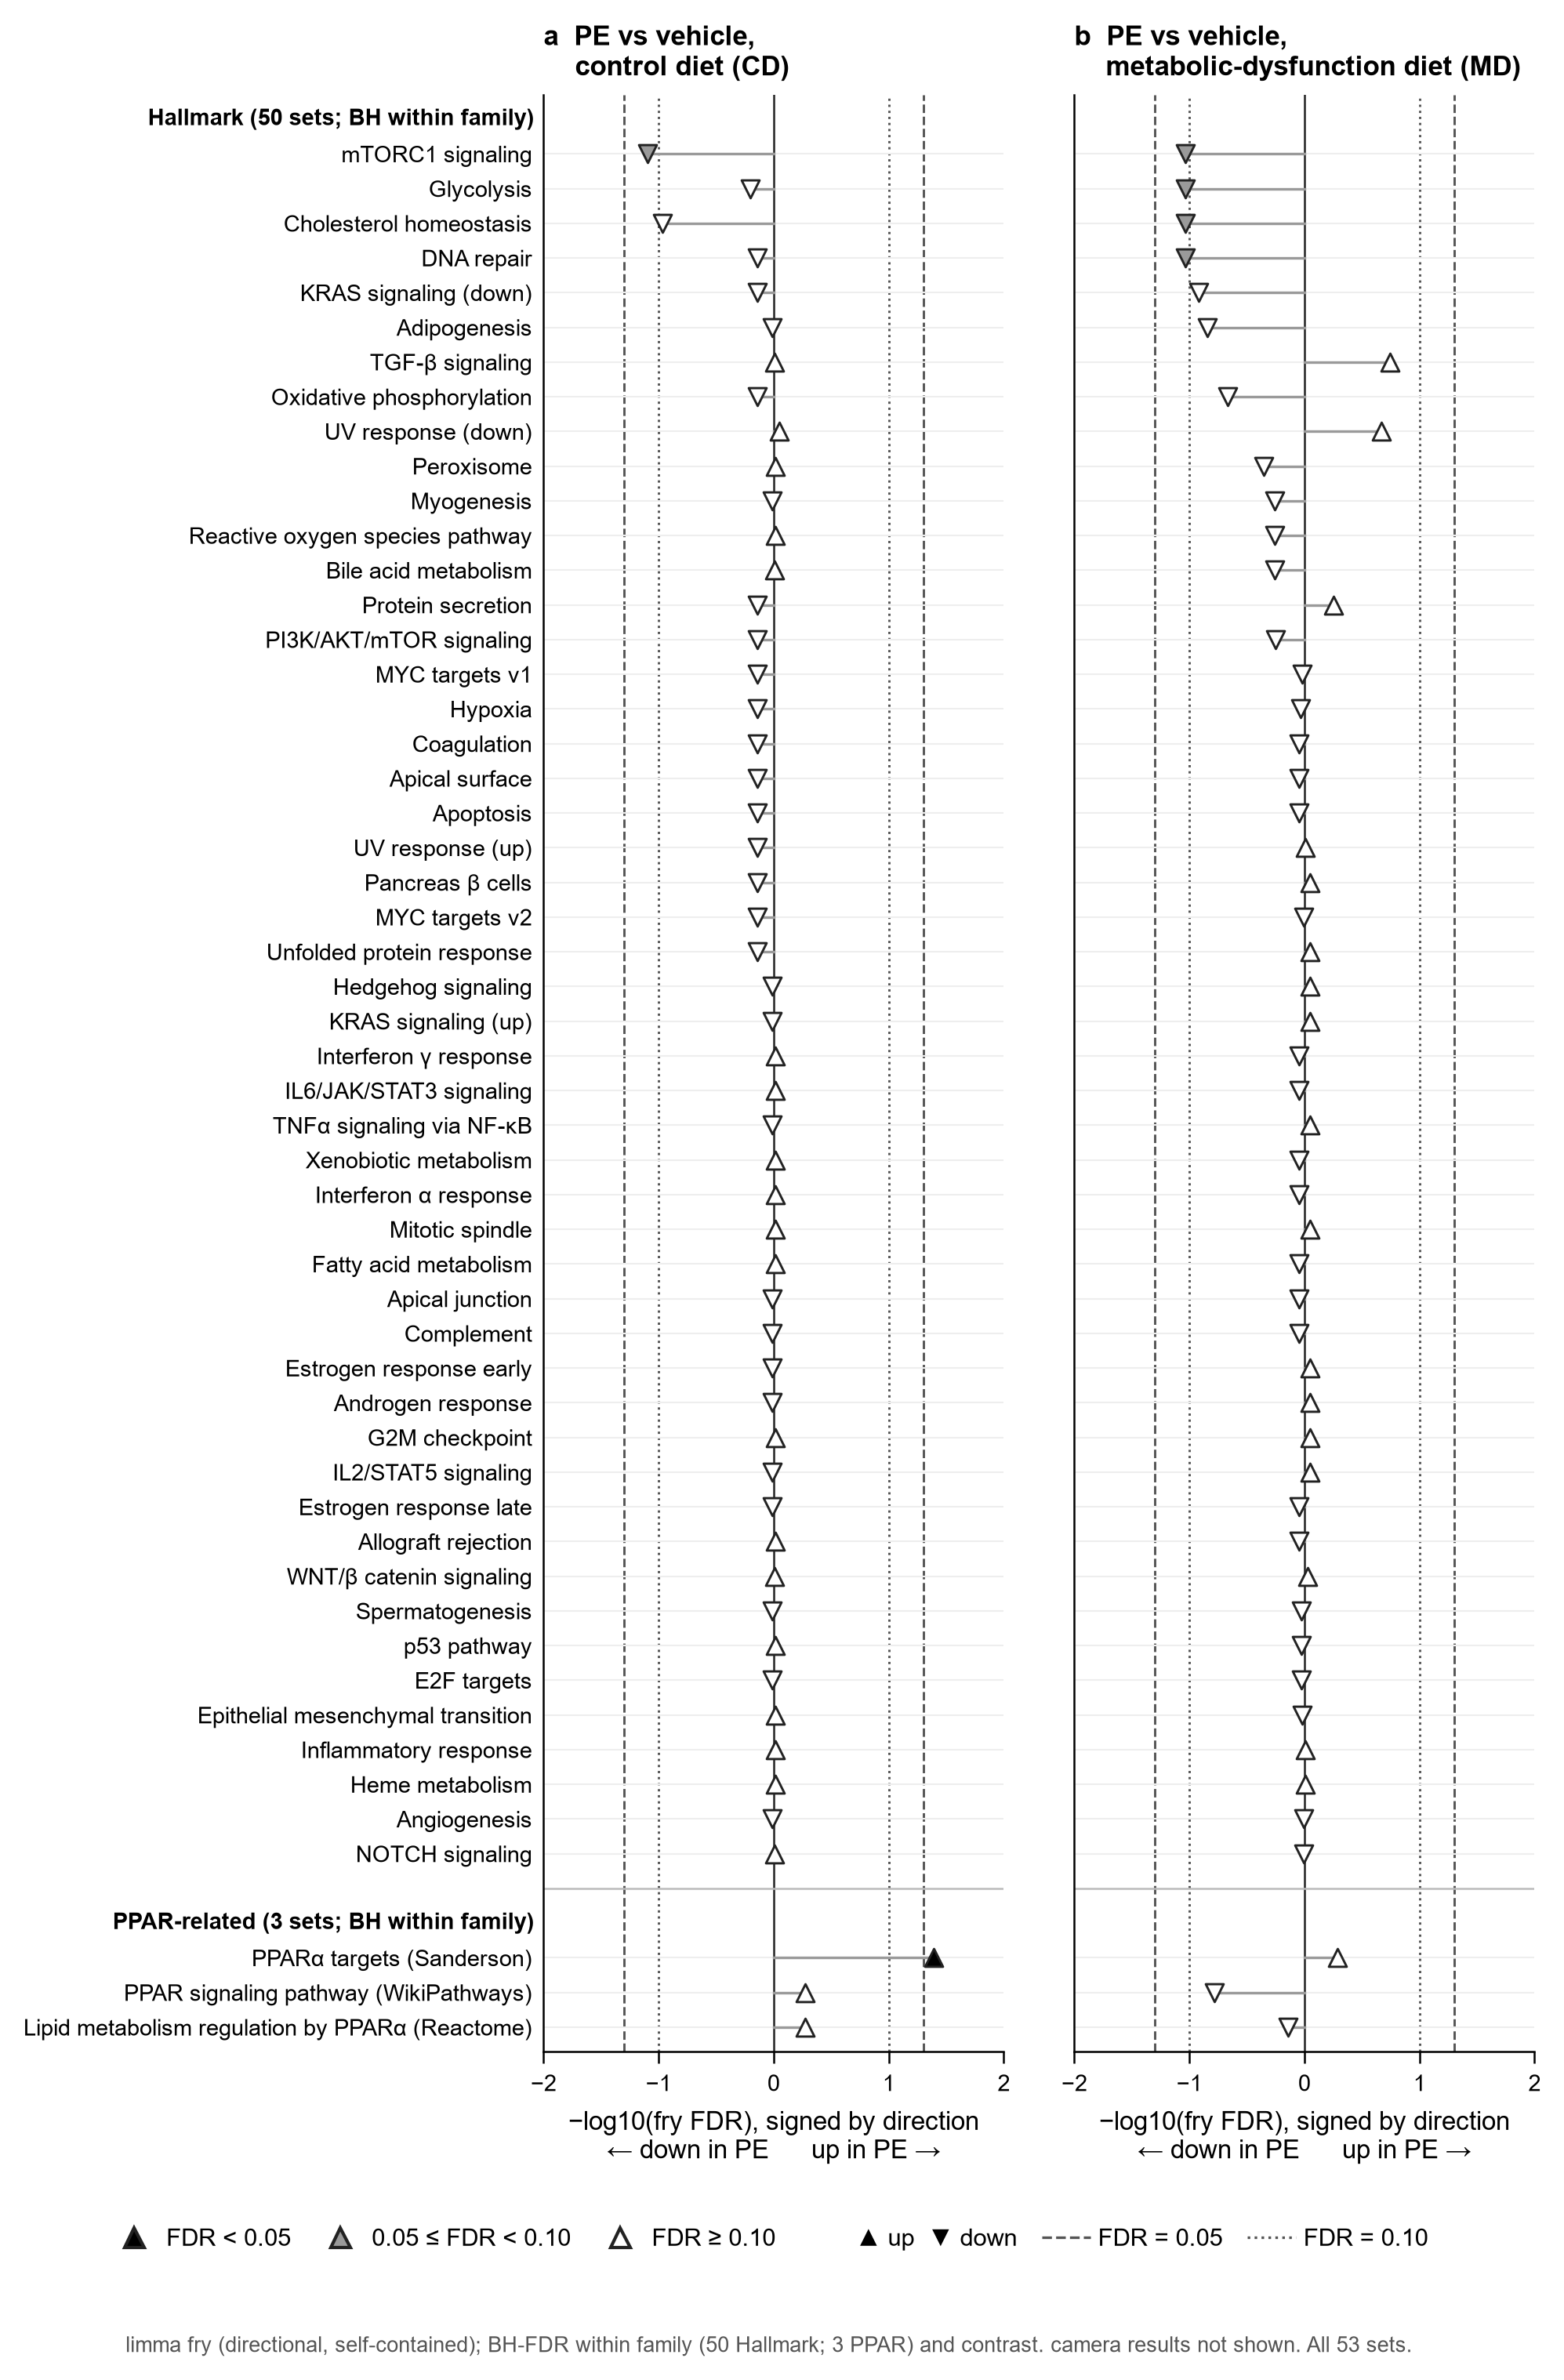 a PE vs vehicle,
control diet (CD)
b PE vs vehicle,
metabolic-dysfunction diet (MD)
Hallmark (50 sets; BH within family)
mTORC1 signaling
Glycolysis
Cholesterol homeostasis
DNA repair
KRAS signaling (down)
Adipogenesis
TGF-β signaling
Oxidative phosphorylation
UV response (down)
Peroxisome
Myogenesis
Reactive oxygen species pathway
Bile acid metabolism
Protein secretion
PI3K/AKT/mTOR signaling
MYC targets v1
Hypoxia
Coagulation
Apical surface
Apoptosis
UV response (up)
Pancreas β cells
MYC targets v2
Unfolded protein response
Hedgehog signaling
KRAS signaling (up)
Interferon γ response
IL6/JAK/STAT3 signaling
TNFα signaling via NF-κB
Xenobiotic metabolism
Interferon α response
Mitotic spindle
Fatty acid metabolism
Apical junction
Complement
Estrogen response early
Androgen response
G2M checkpoint
IL2/STAT5 signaling
Estrogen response late
Allograft rejection
WNT/β catenin signaling
Spermatogenesis
p53 pathway
E2F targets
Epithelial mesenchymal transition
Inflammatory response
Heme metabolism
Angiogenesis
NOTCH signaling
PPAR-related (3 sets; BH within family)
PPARα targets (Sanderson)
PPAR signaling pathway (WikiPathways)
Lipid metabolism regulation by PPARα (Reactome)
−2 −1 0 1 2
−log10(fry FDR), signed by direction
← down in PE up in PE →
−2 −1 0 1 2
−log10(fry FDR), signed by direction
← down in PE up in PE →
FDR < 0.05 0.05 ≤ FDR < 0.10 FDR ≥ 0.10 up down FDR = 0.05 FDR = 0.10
limma fry (directional, self-contained); BH-FDR within family (50 Hallmark; 3 PPAR) and contrast. camera results not shown. All 53 sets.